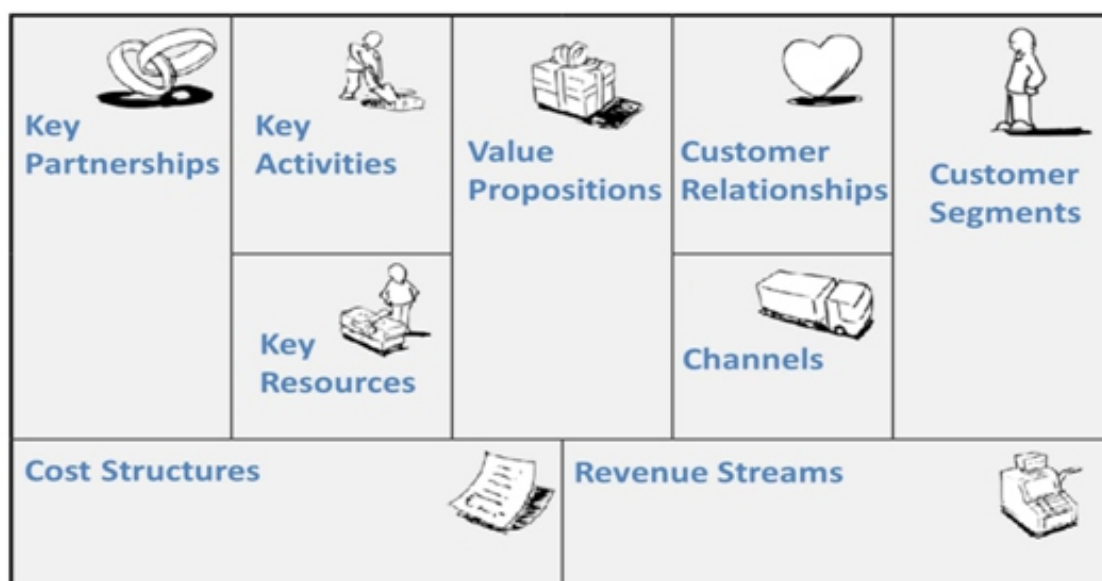 Key
Partnerships
Key
Activities
Key
Resources
Value
Propositions
Customer
Relationships
Channels
Customer
Segments
Cost Structures
Revenue Streams